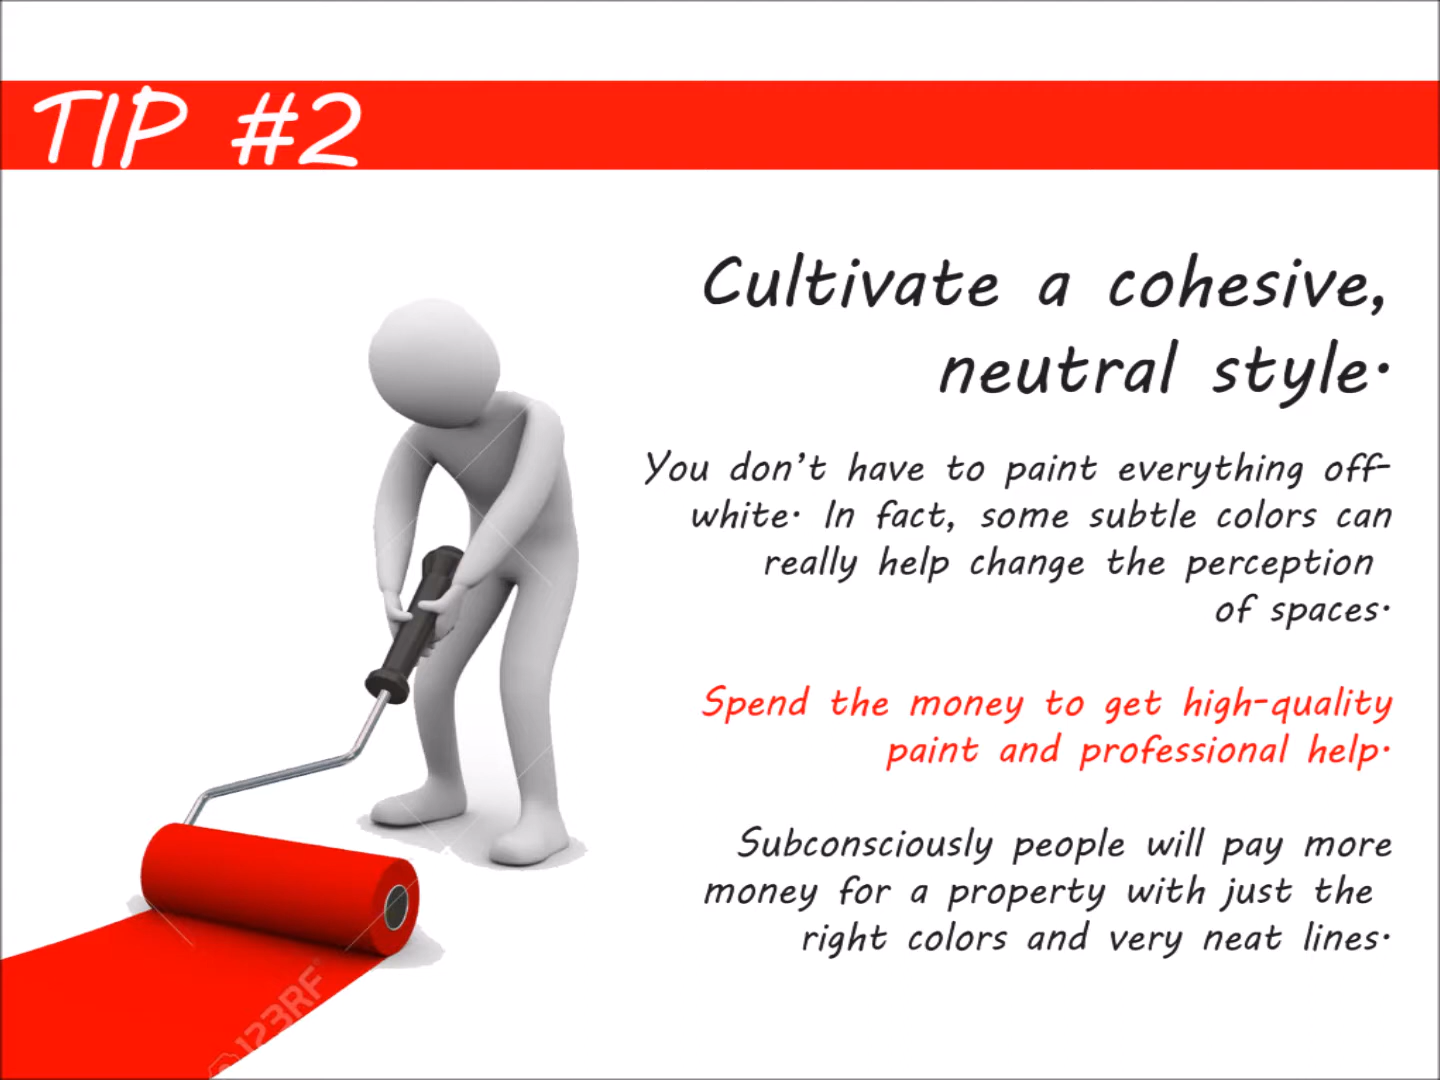 TIP #2
Cultivate a cohesive,
neutral style.
You don't have to paint everything off-
white. In fact, some subtle colors can
really help change the perception
of spaces.
Spend the money to get high-quality
paint and professional help.
Subconsciously people will pay more
money for a property with just the
right colors and very neat lines.
©123RF